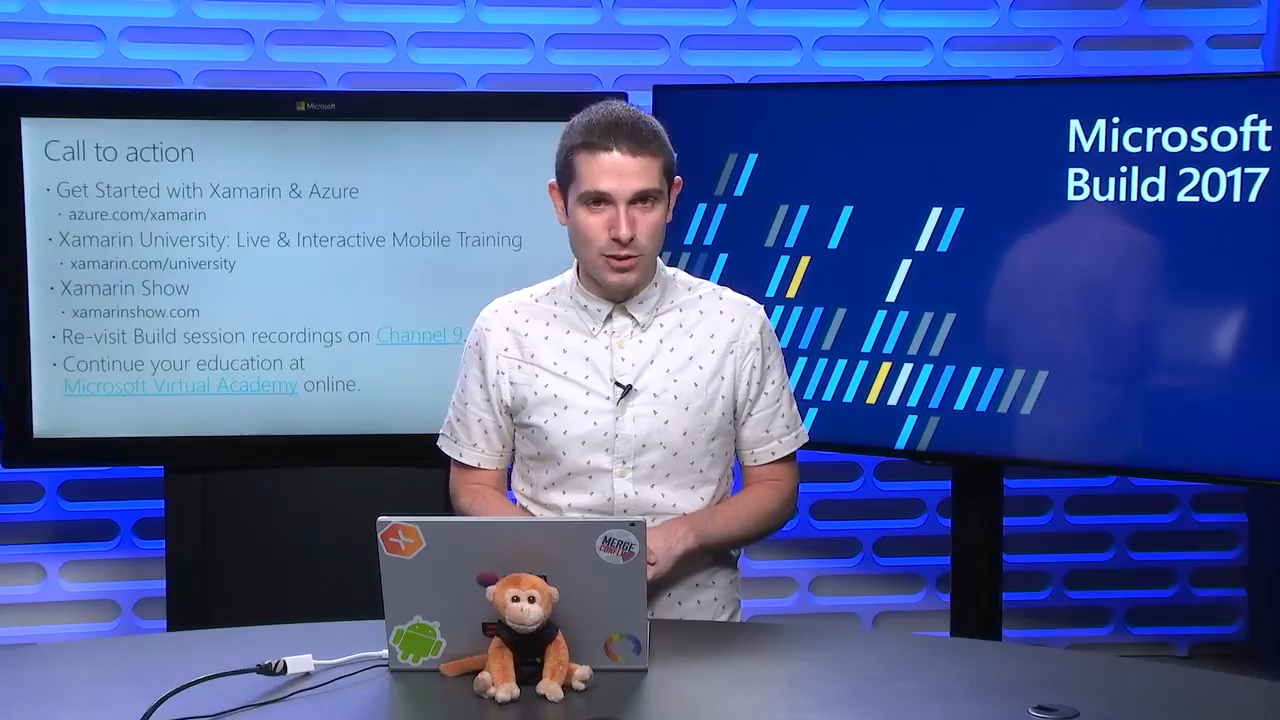 Microsoft
Call to action
· Get Started with Xamarin & Azure
· azure.com/xamarin
· Xamarin University: Live & Interactive Mobile Training
· xamarin.com/university
· Xamarin Show
· xamarinshow.com
· Re-visit Build session recordings on Channel 9.
· Continue your education at
Microsoft Virtual Academy online.
Microsoft
Build 2017
MERGE
CONFLICT